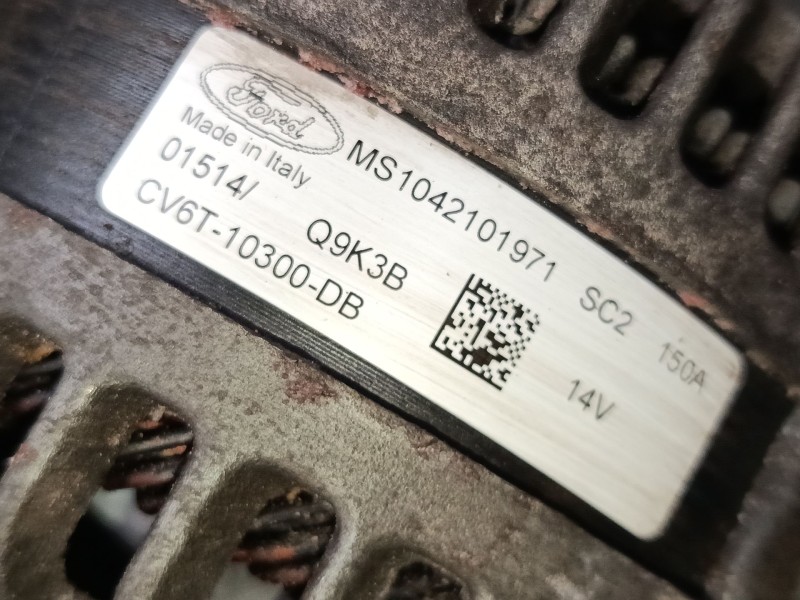 Ford
MS1042101971 SC2 150A
Made in Italy
01514/ Q9K3B 14V
CV6T-10300-DB